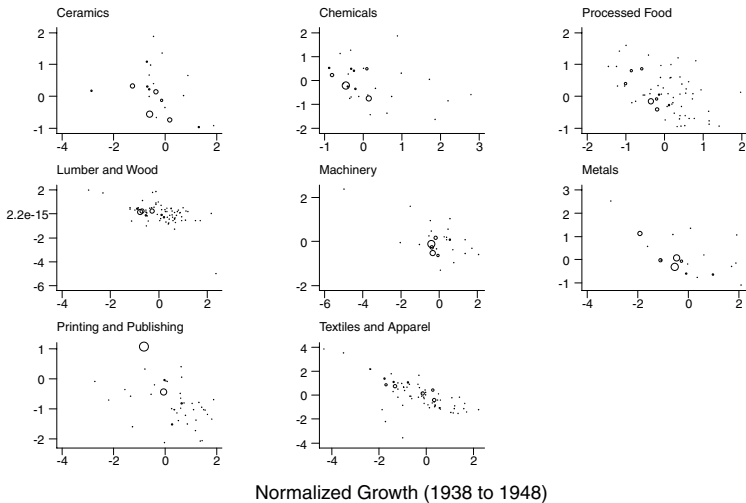 Ceramics
2
1
0
-1
-4 -2 0 2
Chemicals
2
1
0
-1
-2
-1 0 1 2 3
Processed Food
2
1
0
-1
-2 -1 0 1 2
Lumber and Wood
2
2.2e-15
-2
-4
-6
-4 -2 0 2
Machinery
2
0
-2
-6 -4 -2 0 2
Metals
3
2
1
0
-1
-4 -2 0 2
Printing and Publishing
1
0
-1
-2
-4 -2 0 2
Textiles and Apparel
4
2
0
-2
-4
-4 -2 0 2
Normalized Growth (1938 to 1948)